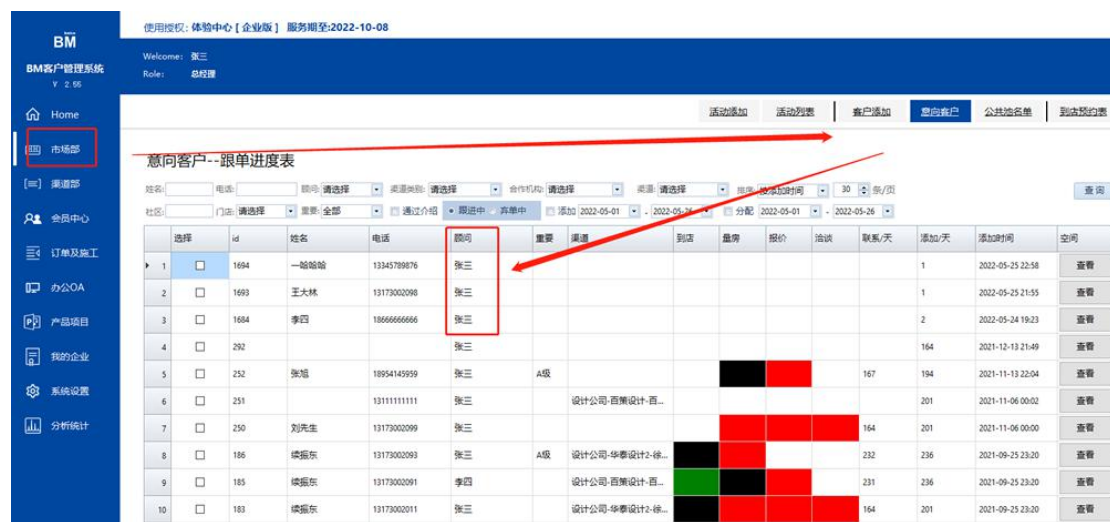 使用授权: 体验中心 [ 企业版 ] 服务期至:2022-10-08
BM
BM客户管理系统
V 2.55
Welcome: 张三
Role: 总经理
Home
市场部
渠道部
会员中心
订单及施工
办公OA
产品项目
我的企业
系统设置
分析统计
活动添加 活动列表 客户添加 意向客户 公共池名单 到店预约表
意向客户--跟单进度表
姓名: 电话: 顾问: 请选择 渠道类别: 请选择 合作机构: 请选择 渠道: 请选择 排序: 按添加时间 30 条/页 查 询
社区: 门店: 请选择 重要: 全部 通过介绍 跟进中 弃单中 添加 2022-05-01 - 2022-05-26 分配 2022-05-01 - 2022-05-26
选择 id 姓名 电话 顾问 重要 渠道 到店 量房 报价 洽谈 联系/天 添加/天 添加时间 空间
1 1694 一哈哈哈 13345789876 张三 1 2022-05-25 22:58 查看
2 1693 王大林 13173002098 张三 1 2022-05-25 21:55 查看
3 1684 李四 18666666666 张三 2 2022-05-24 19:23 查看
4 292 张三 164 2021-12-13 21:49 查看
5 252 张旭 18954145959 张三 A级 167 194 2021-11-13 22:04 查看
6 251 13111111111 张三 设计公司-百策设计-百... 201 2021-11-06 00:02 查看
7 250 刘先生 13173002099 张三 164 201 2021-11-06 00:00 查看
8 186 续振东 13173002093 张三 A级 设计公司-华泰设计2-徐... 232 236 2021-09-25 23:20 查看
9 185 续振东 13173002091 李四 设计公司-百策设计-百... 231 236 2021-09-25 23:20 查看
10 183 续振东 13173002011 张三 设计公司-华泰设计2-徐... 164 201 2021-09-25 23:20 查看